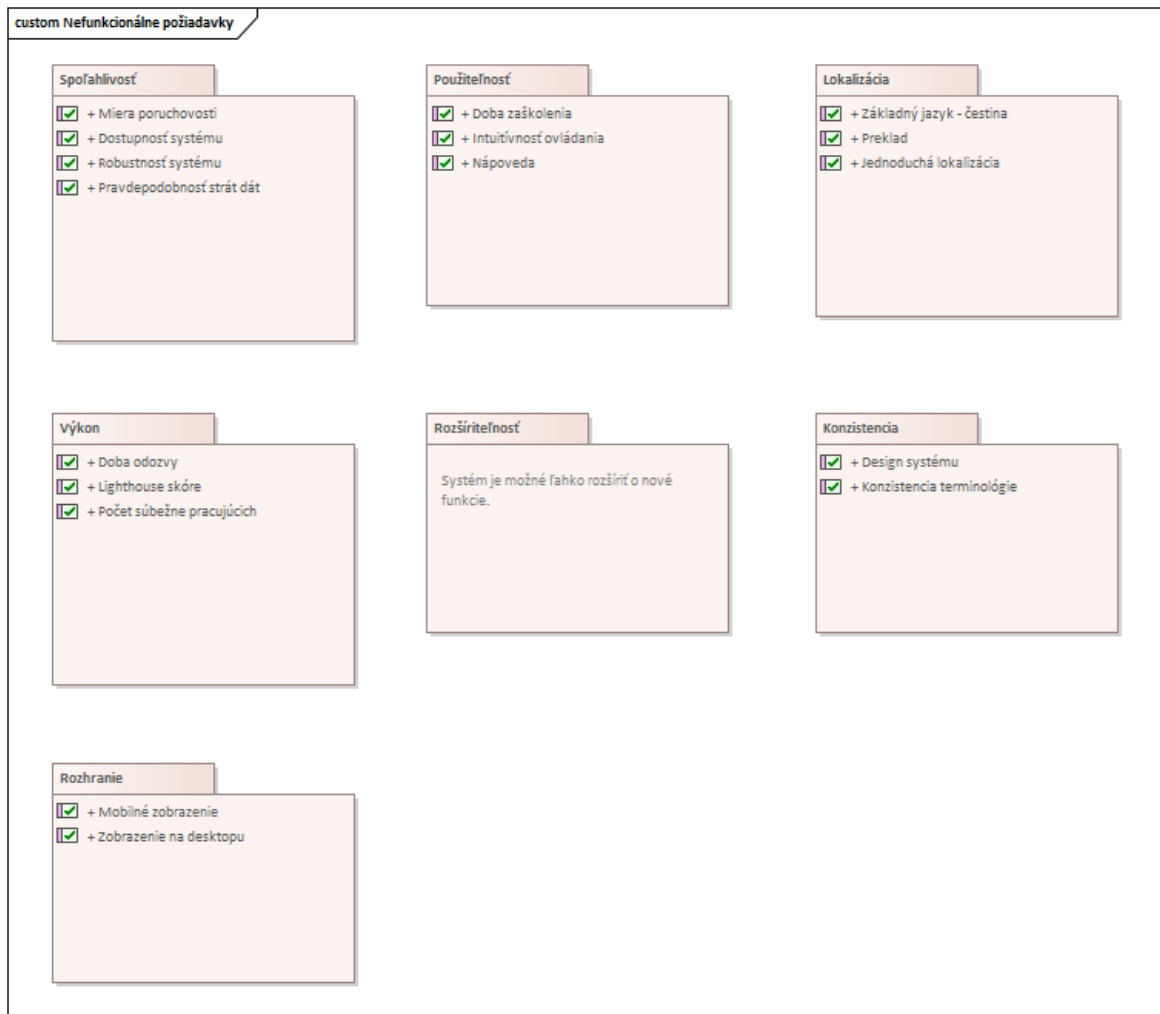 custom Nefunkcionálne požiadavky
Spoľahlivosť
+ Miera poruchovosti
+ Dostupnosť systému
+ Robustnosť systému
+ Pravdepodobnosť strát dát
Použiteľnosť
+ Doba zaškolenia
+ Intuitívnosť ovládania
+ Nápoveda
Lokalizácia
+ Základný jazyk - čestina
+ Preklad
+ Jednoduchá lokalizácia
Výkon
+ Doba odozvy
+ Lighthouse skóre
+ Počet súbežne pracujúcich
Rozšíriteľnosť
Systém je možné ľahko rozšíriť o nové
funkcie.
Konzistencia
+ Design systému
+ Konzistencia terminológie
Rozhranie
+ Mobilné zobrazenie
+ Zobrazenie na desktopu